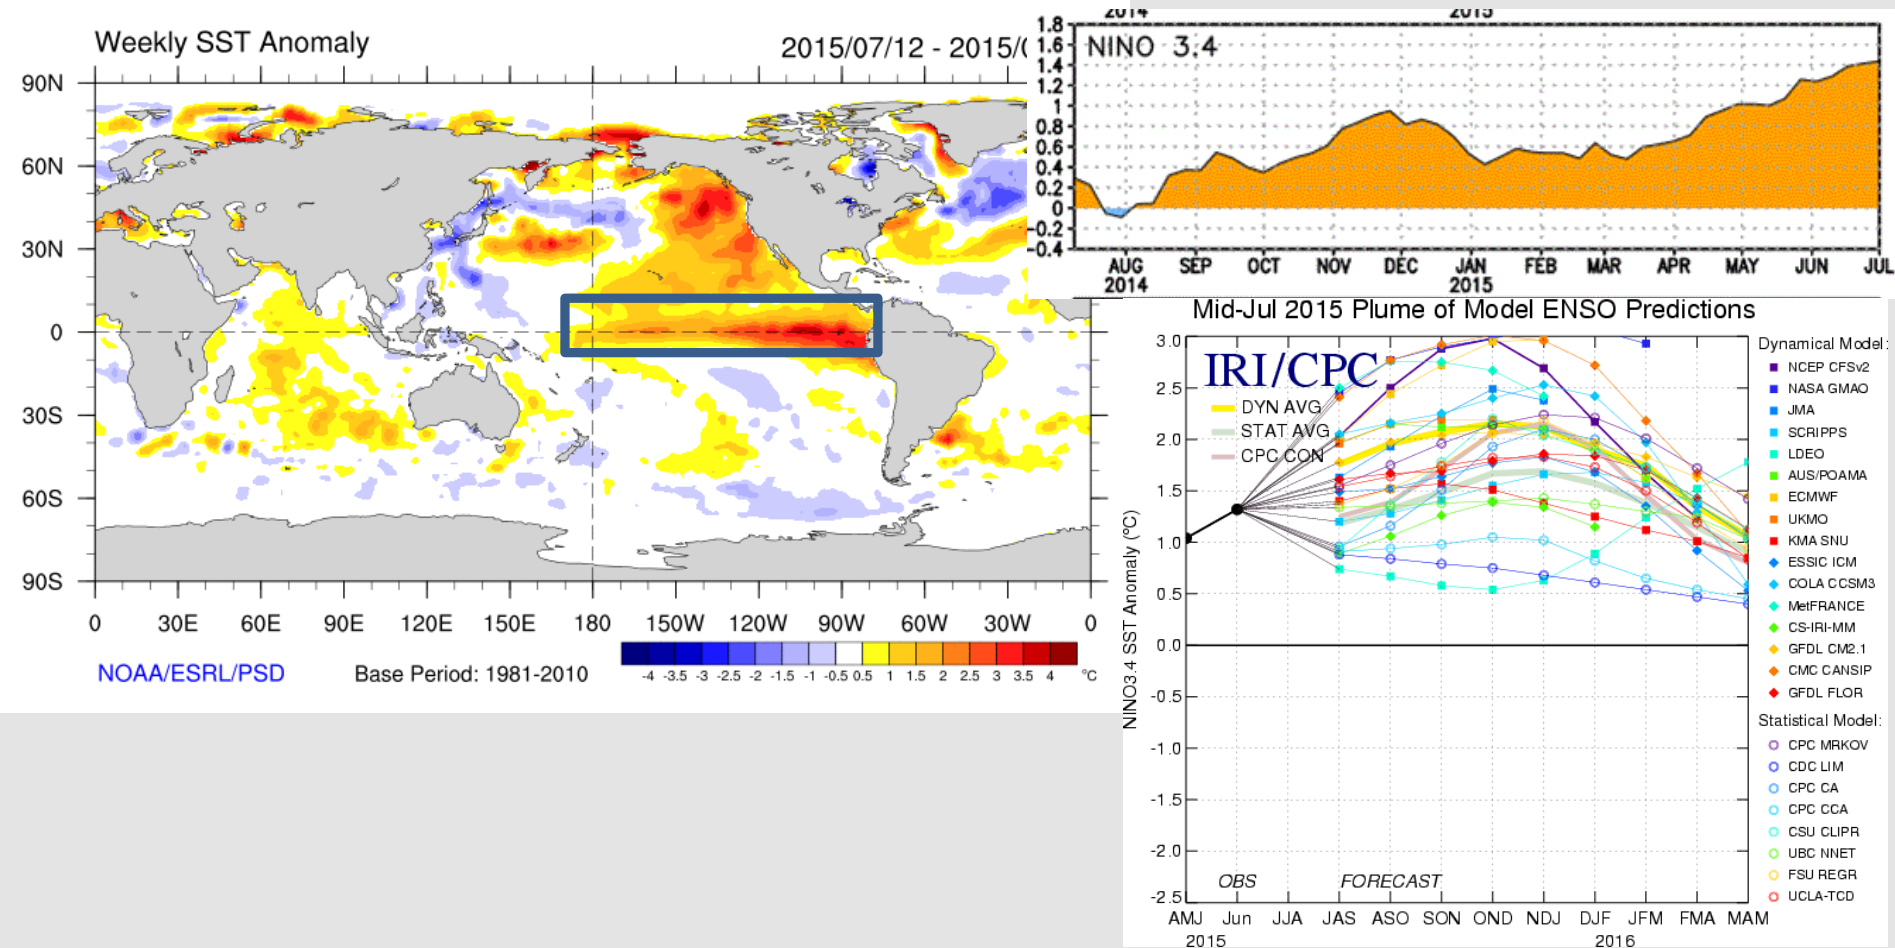 Weekly SST Anomaly
2015/07/12 - 2015/0
90N
60N
30N
0
30S
60S
90S
0 30E 60E 90E 120E 150E 180 150W 120W 90W 60W 30W 0
NOAA/ESRL/PSD
Base Period: 1981-2010
-4 -3.5 -3 -2.5 -2 -1.5 -1 -0.5 0.5 1 1.5 2 2.5 3 3.5 4 °C
2014 2015
NINO 3.4
1.8
1.6
1.4
1.2
1
0.8
0.6
0.4
0.2
0
-0.2
-0.4
AUG SEP OCT NOV DEC JAN FEB MAR APR MAY JUN JUL
2014 2015
Mid-Jul 2015 Plume of Model ENSO Predictions
IRI/CPC
DYN AVG
STAT AVG
CPC CON
NINO3.4 SST Anomaly (°C)
3.0
2.5
2.0
1.5
1.0
0.5
0.0
-0.5
-1.0
-1.5
-2.0
-2.5
OBS FORECAST
AMJ Jun JJA JAS ASO SON OND NDJ DJF JFM FMA MAM
2015 2016
Dynamical Model:
NCEP CFSv2
NASA GMAO
JMA
SCRIPPS
LDEO
AUS/POAMA
ECMWF
UKMO
KMA SNU
ESSIC ICM
COLA CCSM3
MetFRANCE
CS-IRI-MM
GFDL CM2.1
CMC CANSIP
GFDL FLOR
Statistical Model:
CPC MRKOV
CDC LIM
CPC CA
CPC CCA
CSU CLIPR
UBC NNET
FSU REGR
UCLA-TCD